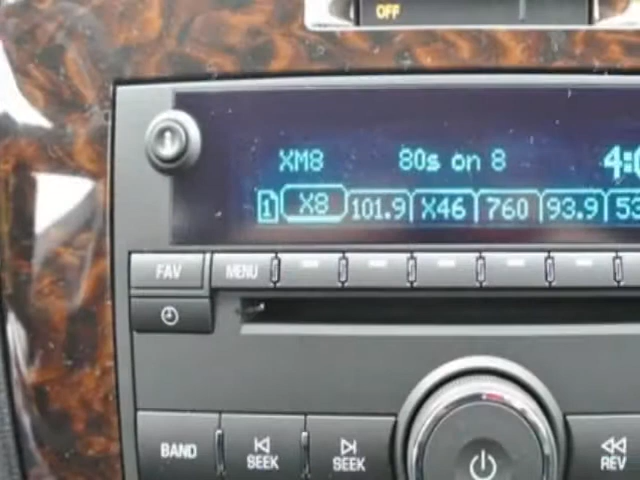 OFF
XM8 80s on 8
1 X8 101.9 X46 760 93.9
FAV MENU
BAND SEEK SEEK REV